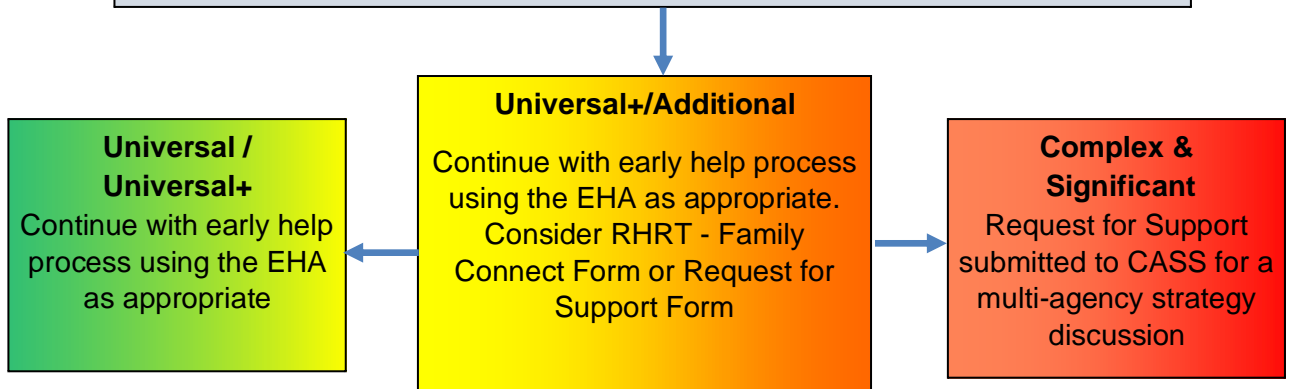 Universal /
Universal+
Continue with early help
process using the EHA
as appropriate
Universal+/Additional
Continue with early help process
using the EHA as appropriate.
Consider RHRT - Family
Connect Form or Request for
Support Form
Complex &
Significant
Request for Support
submitted to CASS for a
multi-agency strategy
discussion